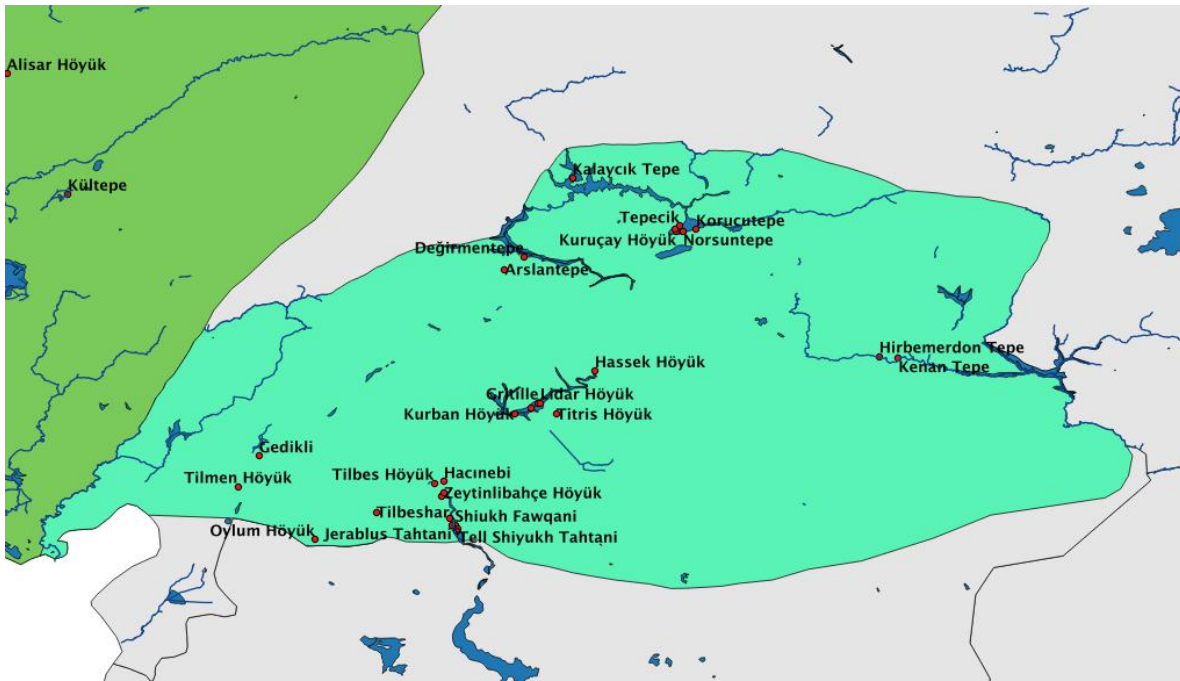 Alisar Höyük
Kalaycık Tepe
Kültepe
Tepecik
Korucutepe
Kuruçay Höyük
Norsuntepe
Değirmentepe
Arslantepe
Hirbemerdon Tepe
Kenan Tepe
Hassek Höyük
Gritille
Lidar Höyük
Kurban Höyük
Titris Höyük
Gedikli
Tilmen Höyük
Tilbes Höyük
Hacınebi
Zeytinlibahçe Höyük
Tilbeshar
Shiukh Fawqani
Oylum Höyük
Jerablus Tahtani
Tell Shiyukh Tahtani